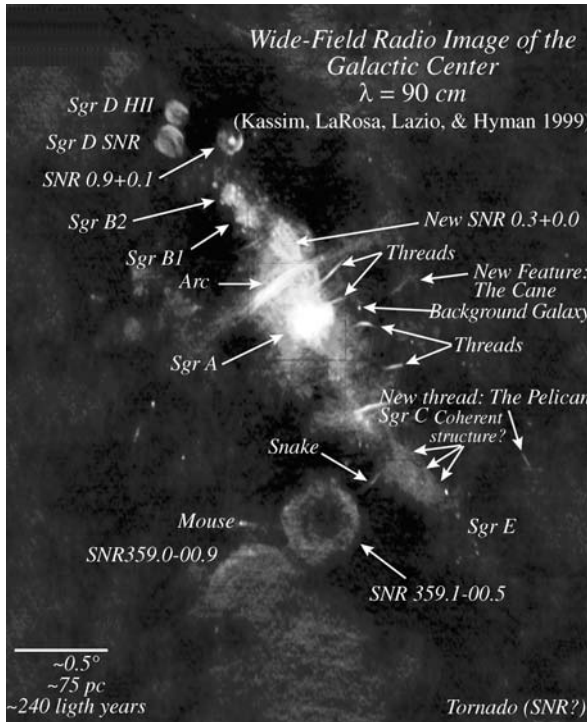 Wide-Field Radio Image of the
Galactic Center
λ = 90 cm
(Kassim, LaRosa, Lazio, & Hyman 1999)
Sgr D HII
Sgr D SNR
SNR 0.9+0.1
Sgr B2
Sgr B1
New SNR 0.3+0.0
Threads
Arc
New Feature:
The Cane
Background Galaxy
Threads
Sgr A
New thread: The Pelican
Sgr C
Coherent
structure?
Snake
Mouse
Sgr E
SNR359.0-00.9
SNR 359.1-00.5
~0.5°
~75 pc
~240 ligth years
Tornado (SNR?)